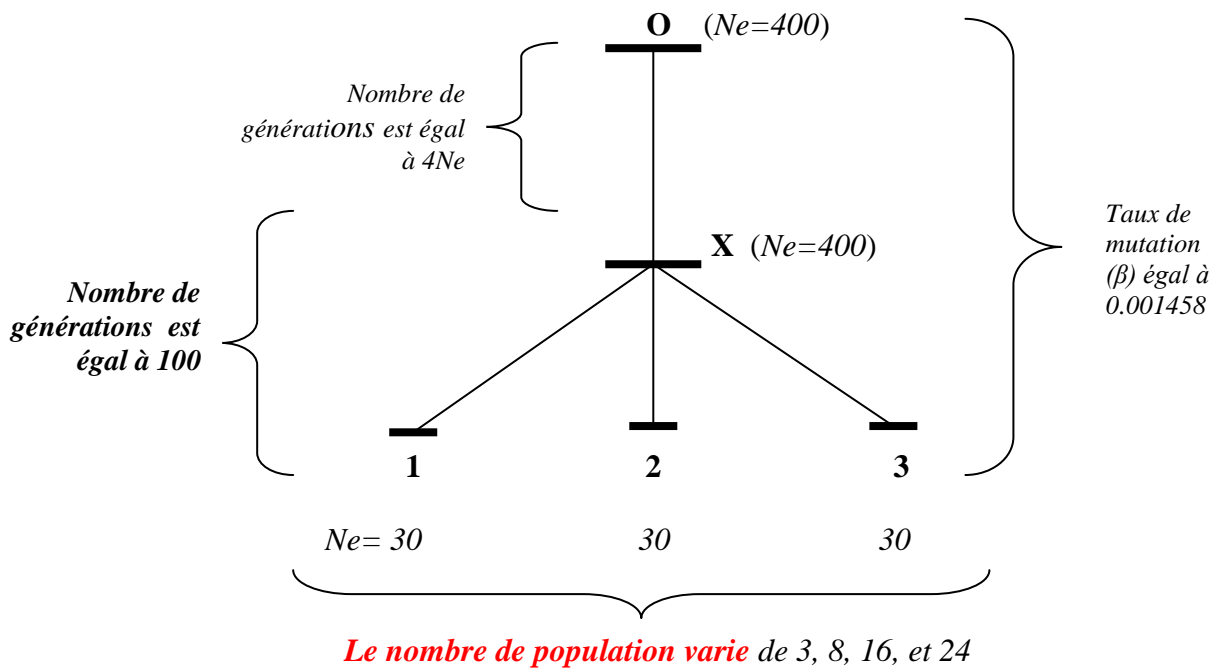 O (Ne=400)
Nombre de
générations est égal
à 4Ne
X (Ne=400)
Taux de
mutation
(β) égal à
0.001458
Nombre de
générations est
égal à 100
1 2 3
Ne= 30 30 30
Le nombre de population varie de 3, 8, 16, et 24